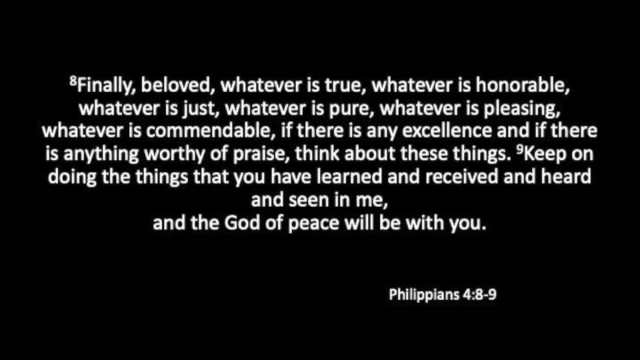 ⁸Finally, beloved, whatever is true, whatever is honorable,
whatever is just, whatever is pure, whatever is pleasing,
whatever is commendable, if there is any excellence and if there
is anything worthy of praise, think about these things. ⁹Keep on
doing the things that you have learned and received and heard
and seen in me,
and the God of peace will be with you.
Philippians 4:8-9